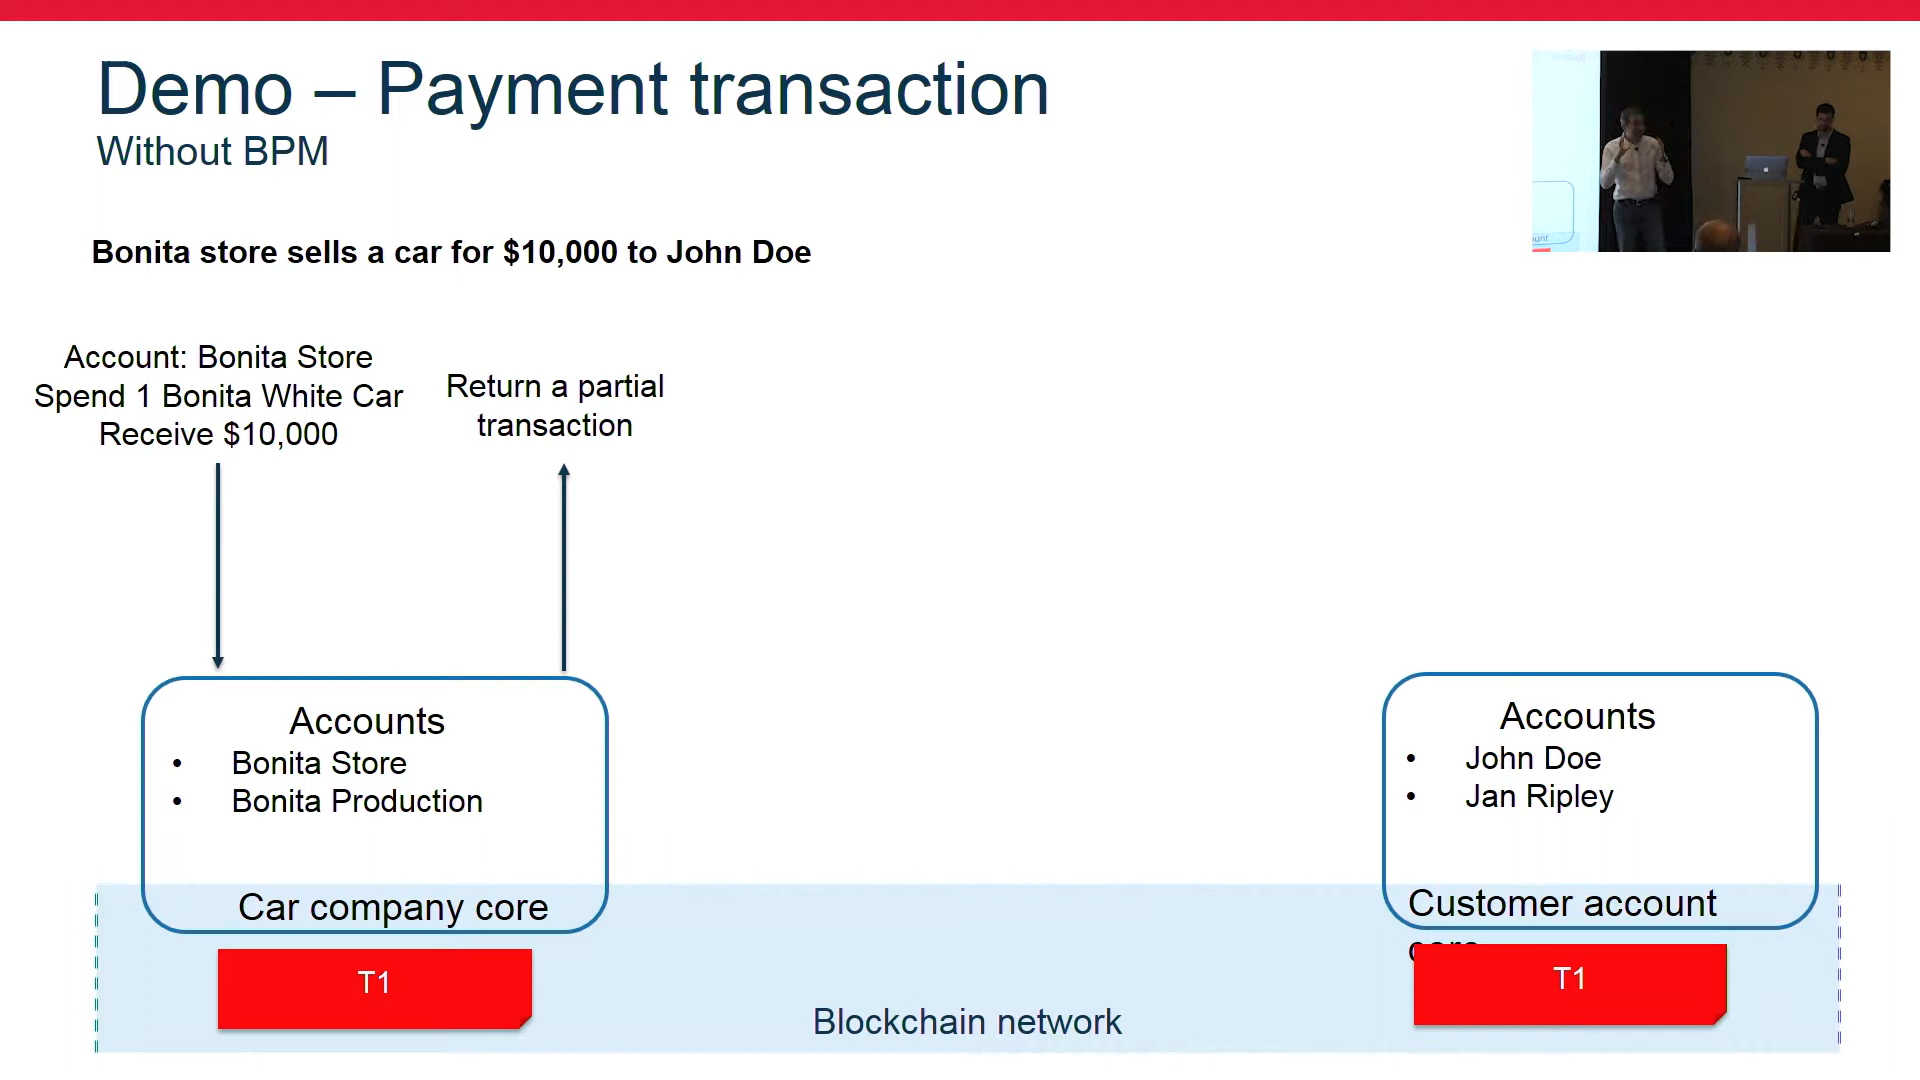 Demo – Payment transaction
Without BPM
Bonita store sells a car for $10,000 to John Doe
Account: Bonita Store
Spend 1 Bonita White Car
Receive $10,000
Return a partial
transaction
Accounts
• Bonita Store
• Bonita Production
Car company core
T1
Accounts
• John Doe
• Jan Ripley
Customer account
T1
Blockchain network